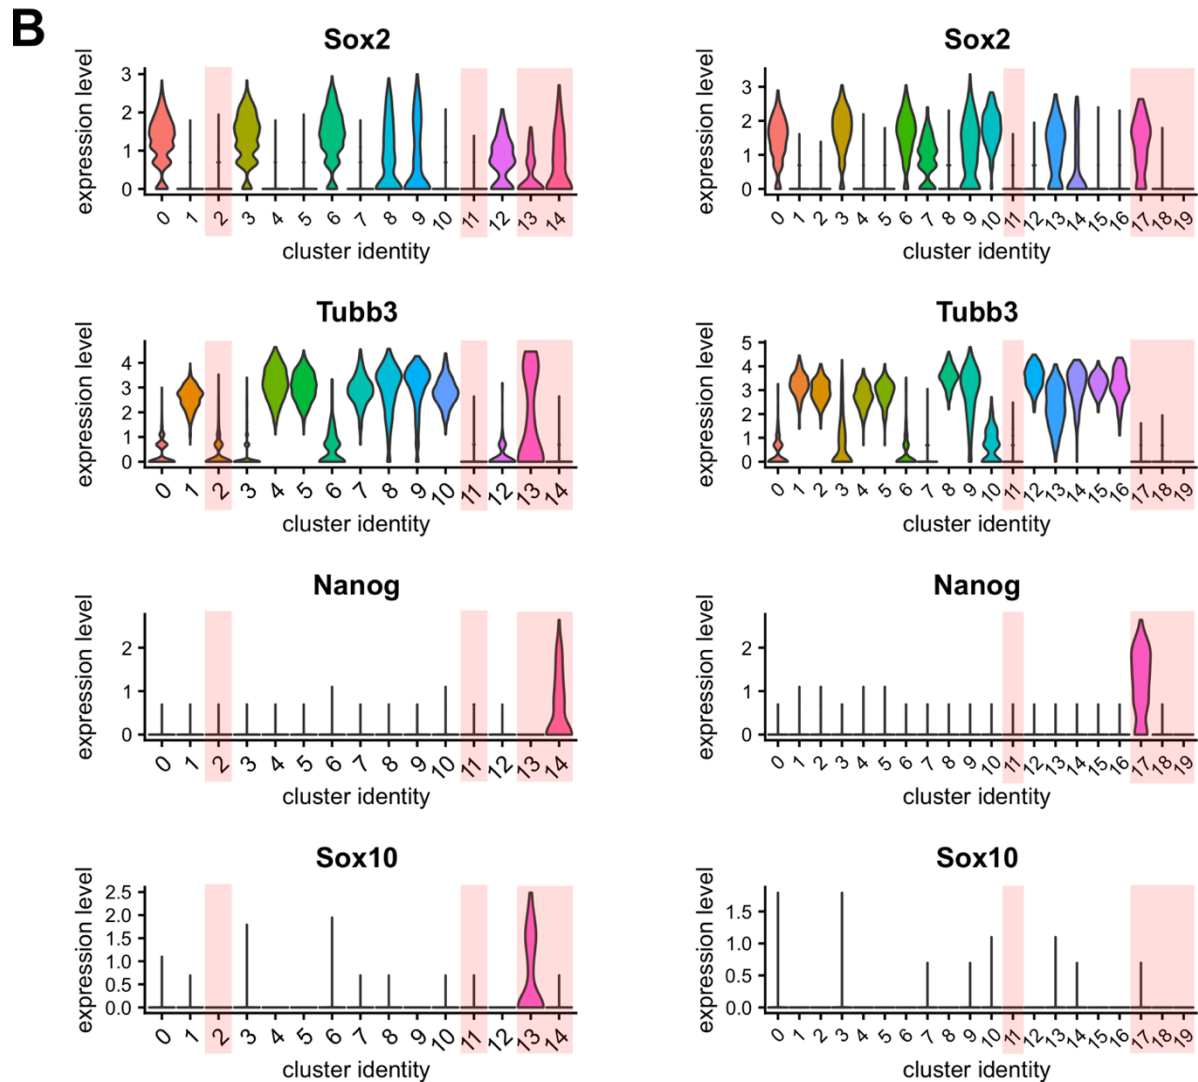 B
Sox2
expression level
3
2
1
0
0 1 2 3 4 5 6 7 8 9 10 11 12 13 14
cluster identity
Sox2
expression level
3
2
1
0
0 1 2 3 4 5 6 7 8 9 10 11 12 13 14 15 16 17 18 19
cluster identity
Tubb3
expression level
4
3
2
1
0
0 1 2 3 4 5 6 7 8 9 10 11 12 13 14
cluster identity
Tubb3
expression level
5
4
3
2
1
0
0 1 2 3 4 5 6 7 8 9 10 11 12 13 14 15 16 17 18 19
cluster identity
Nanog
expression level
2
1
0
0 1 2 3 4 5 6 7 8 9 10 11 12 13 14
cluster identity
Nanog
expression level
2
1
0
0 1 2 3 4 5 6 7 8 9 10 11 12 13 14 15 16 17 18 19
cluster identity
Sox10
expression level
2.5
2.0
1.5
1.0
0.5
0.0
0 1 2 3 4 5 6 7 8 9 10 11 12 13 14
cluster identity
Sox10
expression level
1.5
1.0
0.5
0.0
0 1 2 3 4 5 6 7 8 9 10 11 12 13 14 15 16 17 18 19
cluster identity